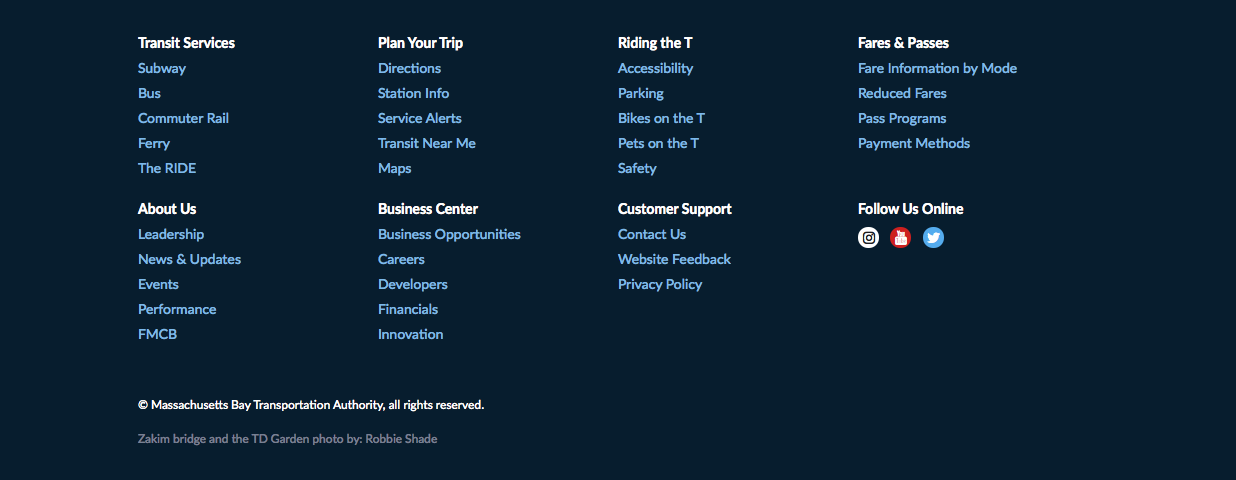 Transit Services
Subway
Bus
Commuter Rail
Ferry
The RIDE
Plan Your Trip
Directions
Station Info
Service Alerts
Transit Near Me
Maps
Riding the T
Accessibility
Parking
Bikes on the T
Pets on the T
Safety
Fares & Passes
Fare Information by Mode
Reduced Fares
Pass Programs
Payment Methods
About Us
Leadership
News & Updates
Events
Performance
FMCB
Business Center
Business Opportunities
Careers
Developers
Financials
Innovation
Customer Support
Contact Us
Website Feedback
Privacy Policy
Follow Us Online
© Massachusetts Bay Transportation Authority, all rights reserved.
Zakim bridge and the TD Garden photo by: Robbie Shade